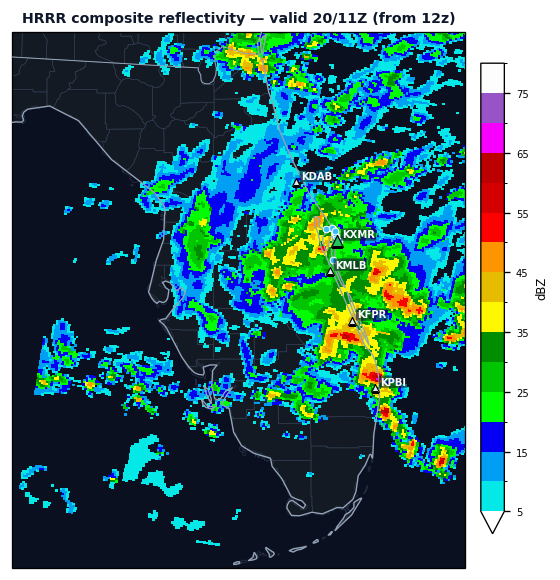 HRRR composite reflectivity — valid 20/11Z (from 12z)
KDAB
KXMR
KMLB
KFPR
KPBI
75
65
55
45
35
25
15
5
dBZ